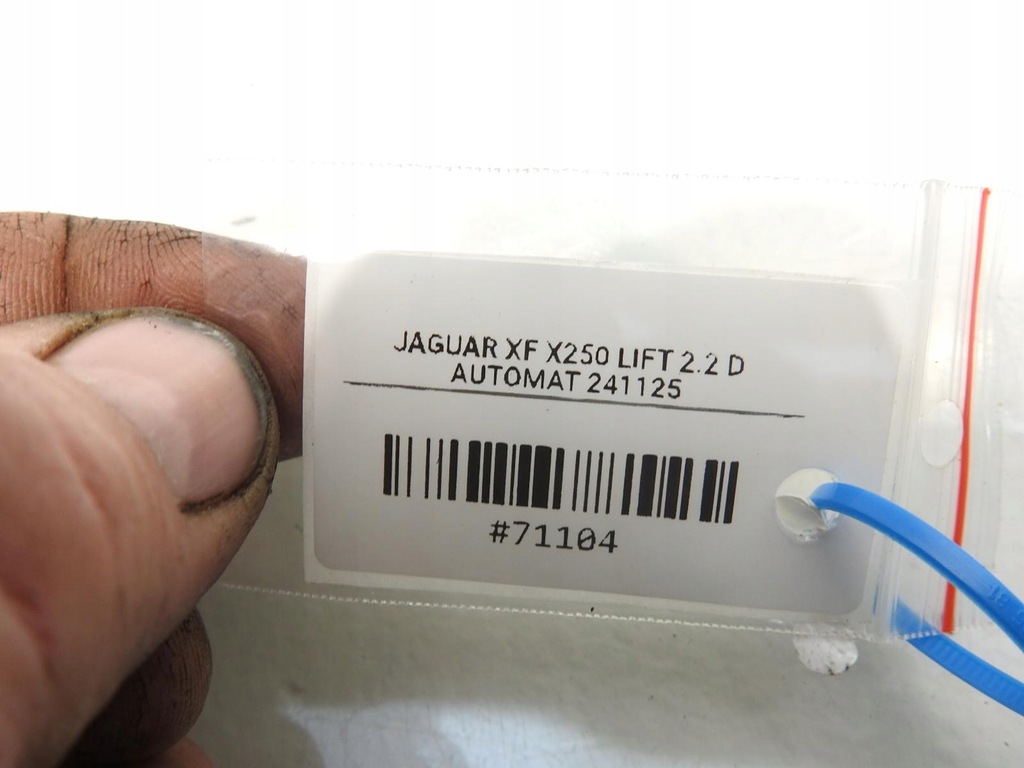 JAGUAR XF X250 LIFT 2.2 D
AUTOMAT 241125
#71104